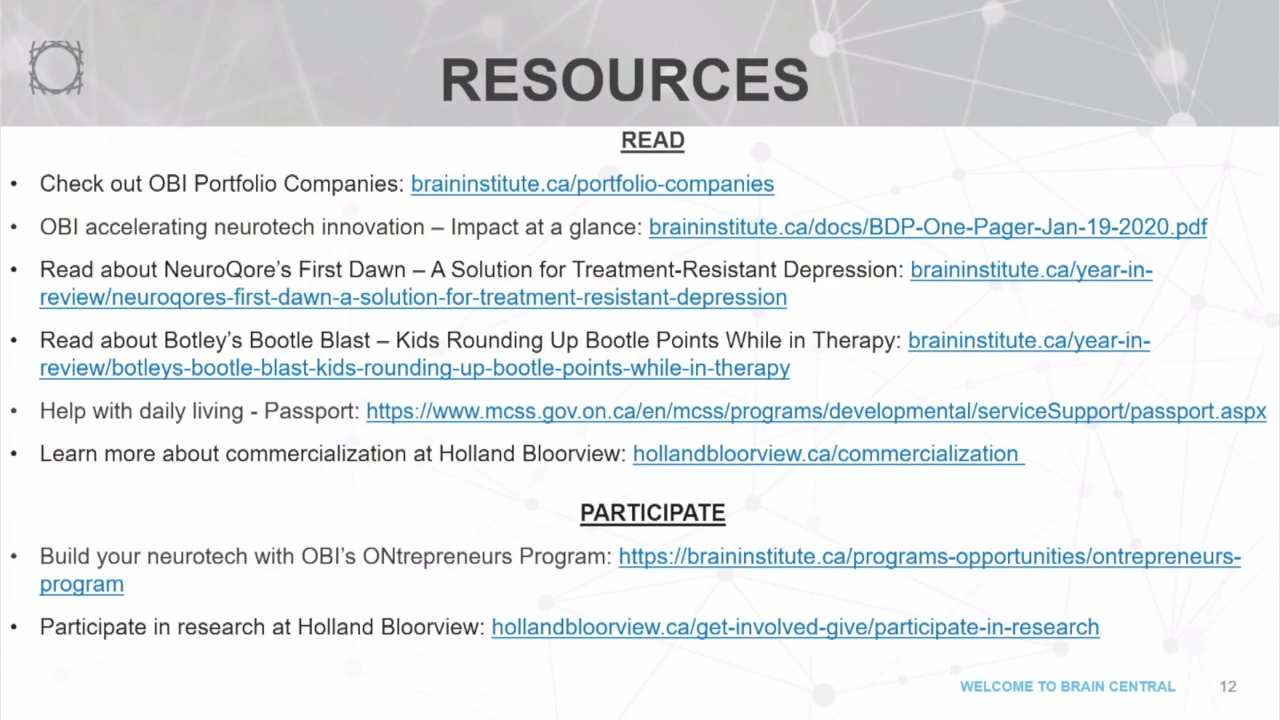 RESOURCES
READ
• Check out OBI Portfolio Companies: braininstitute.ca/portfolio-companies
• OBI accelerating neurotech innovation – Impact at a glance: braininstitute.ca/docs/BDP-One-Pager-Jan-19-2020.pdf
• Read about NeuroQore’s First Dawn – A Solution for Treatment-Resistant Depression: braininstitute.ca/year-in-
review/neuroqores-first-dawn-a-solution-for-treatment-resistant-depression
• Read about Botley’s Bootle Blast – Kids Rounding Up Bootle Points While in Therapy: braininstitute.ca/year-in-
review/botleys-bootle-blast-kids-rounding-up-bootle-points-while-in-therapy
• Help with daily living - Passport: https://www.mcss.gov.on.ca/en/mcss/programs/developmental/serviceSupport/passport.aspx
• Learn more about commercialization at Holland Bloorview: hollandbloorview.ca/commercialization
PARTICIPATE
• Build your neurotech with OBI’s ONtrepreneurs Program: https://braininstitute.ca/programs-opportunities/ontrepreneurs-
program
• Participate in research at Holland Bloorview: hollandbloorview.ca/get-involved-give/participate-in-research
WELCOME TO BRAIN CENTRAL 12